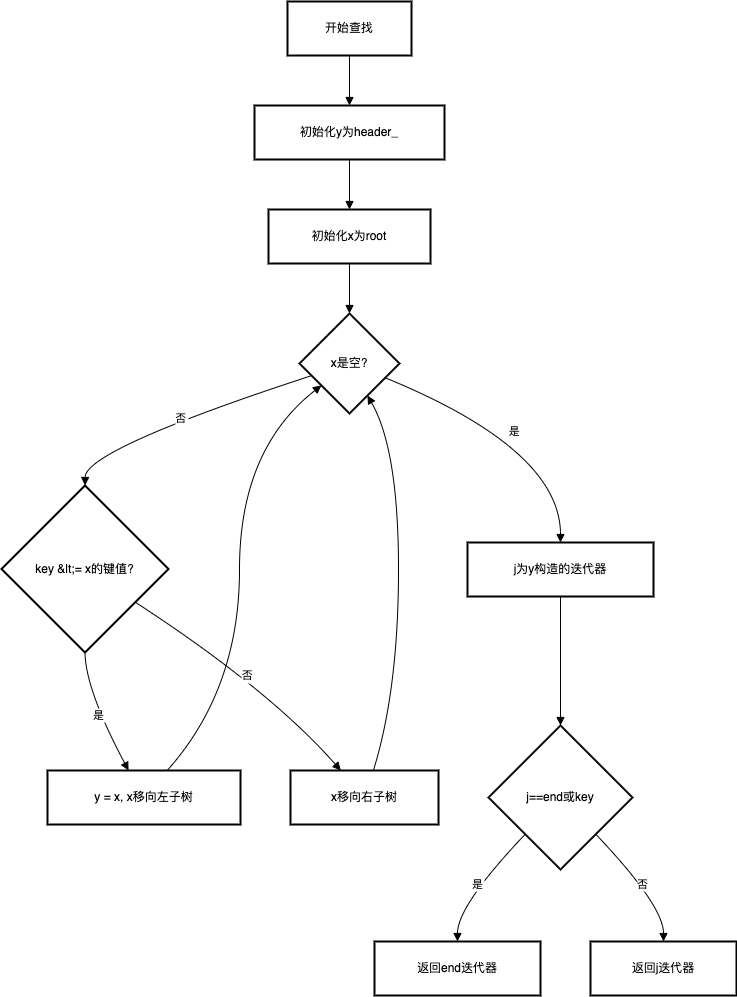 开始查找
初始化y为header_
初始化x为root
x是空?
否
是
key &lt;= x的键值?
j为y构造的迭代器
否
是
y = x, x移向左子树
x移向右子树
j==end或key
是
否
返回end迭代器
返回j迭代器